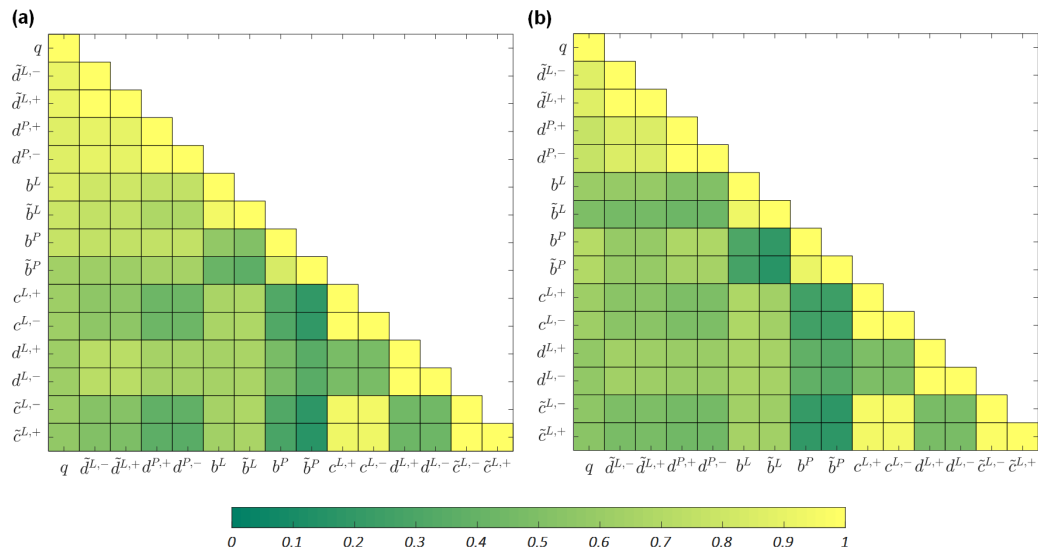 (a)
q
d̃^{L,-}
d̃^{L,+}
d^{P,+}
d^{P,-}
b^L
b̃^L
b^P
b̃^P
c^{L,+}
c^{L,-}
d^{L,+}
d^{L,-}
c̃^{L,-}
c̃^{L,+}
q d̃^{L,-} d̃^{L,+} d^{P,+} d^{P,-} b^L b̃^L b^P b̃^P c^{L,+} c^{L,-} d^{L,+} d^{L,-} c̃^{L,-} c̃^{L,+}
(b)
q
d̃^{L,-}
d̃^{L,+}
d^{P,+}
d^{P,-}
b^L
b̃^L
b^P
b̃^P
c^{L,+}
c^{L,-}
d^{L,+}
d^{L,-}
c̃^{L,-}
c̃^{L,+}
q d̃^{L,-} d̃^{L,+} d^{P,+} d^{P,-} b^L b̃^L b^P b̃^P c^{L,+} c^{L,-} d^{L,+} d^{L,-} c̃^{L,-} c̃^{L,+}
0 0.1 0.2 0.3 0.4 0.5 0.6 0.7 0.8 0.9 1